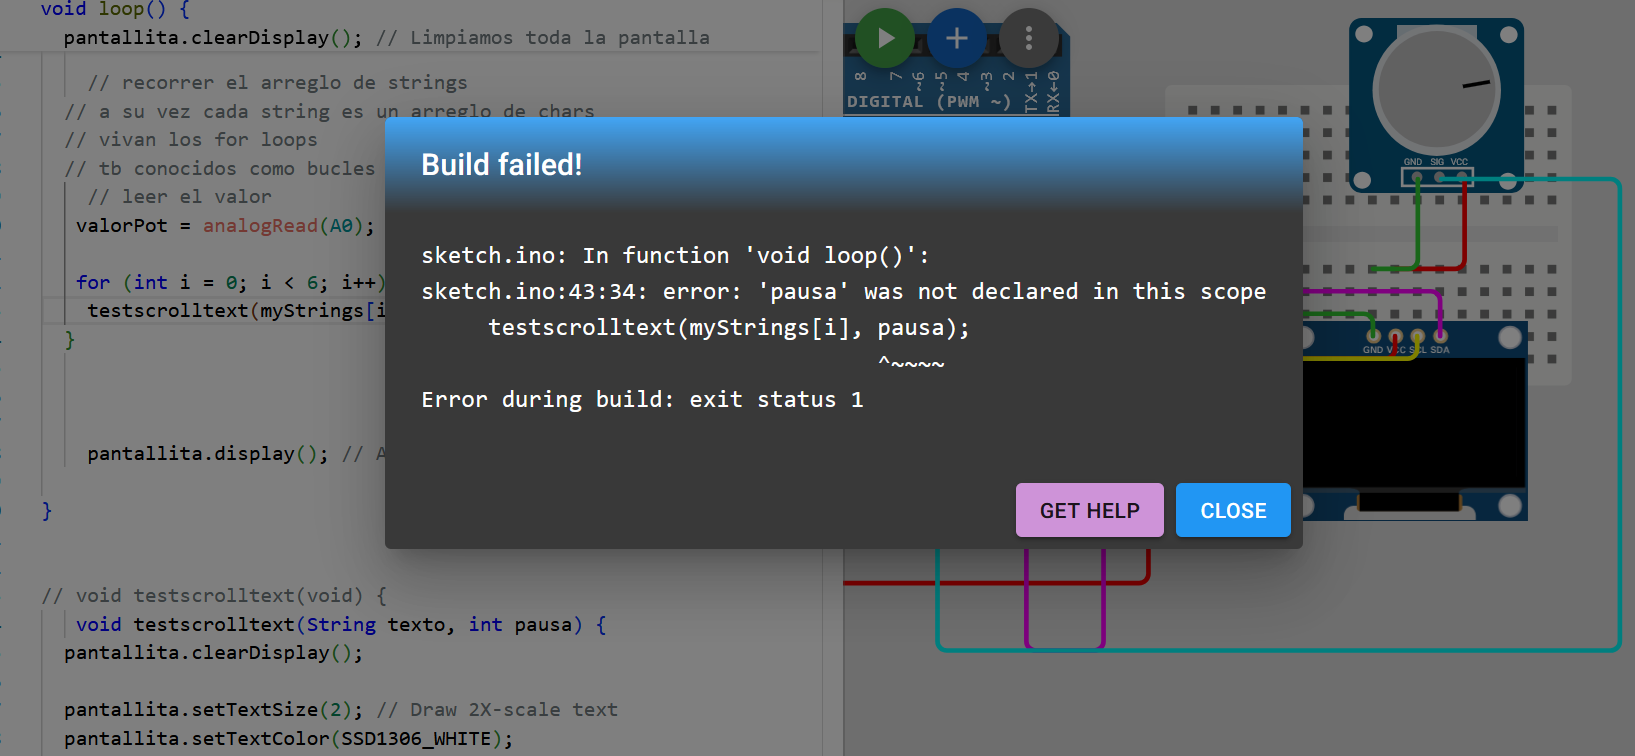 void loop() {
pantallita.clearDisplay(); // Limpiamos toda la pantalla
// recorrer el arreglo de strings
// a su vez cada string es un arreglo de chars
// vivan los for loops
// tb conocidos como bucles
// leer el valor
valorPot = analogRead(A0);
for (int i = 0; i < 6; i++)
testscrolltext(myStrings[i
}
pantallita.display(); // A
}
// void testscrolltext(void) {
void testscrolltext(String texto, int pausa) {
pantallita.clearDisplay();
pantallita.setTextSize(2); // Draw 2X-scale text
pantallita.setTextColor(SSD1306_WHITE);
Build failed!
sketch.ino: In function 'void loop()':
sketch.ino:43:34: error: 'pausa' was not declared in this scope
testscrolltext(myStrings[i], pausa);
^~~~~
Error during build: exit status 1
GET HELP
CLOSE
8 7 ~6 ~5 4 ~3 2 TX→1 RX←0
DIGITAL (PWM ~)
GND SIG VCC
GND VCC SCL SDA